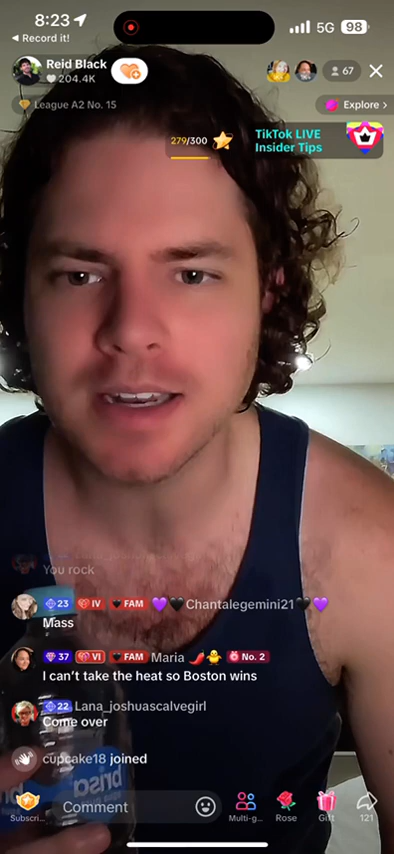 8:23
5G 98
◄ Record it!
Reid Black
204.4K
67
League A2 No. 15
Explore >
279/300
TikTok LIVE
Insider Tips
You rock
23 IV FAM 💜🖤Chantalegemini21🖤💜
Mass
37 VI FAM Maria 🌶️🐥 No. 2
I can't take the heat so Boston wins
22 Lana_joshuascalvegirl
Come over
cupcake18 joined
brisa
Subscri...
Comment
Multi-g...
Rose
Gift
121